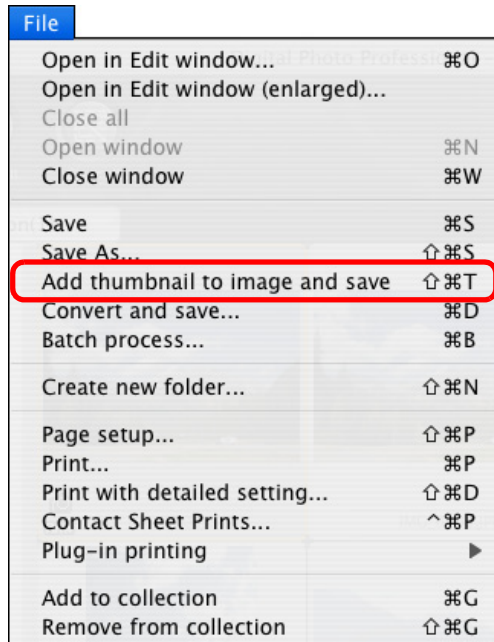 File
Open in Edit window... ⌘O
Open in Edit window (enlarged)...
Close all
Open window ⌘N
Close window ⌘W
Save ⌘S
Save As... ⇧⌘S
Add thumbnail to image and save ⇧⌘T
Convert and save... ⌘D
Batch process... ⌘B
Create new folder... ⇧⌘N
Page setup... ⇧⌘P
Print... ⌘P
Print with detailed setting... ⇧⌘D
Contact Sheet Prints... ^⌘P
Plug-in printing ▶
Add to collection ⌘G
Remove from collection ⇧⌘G